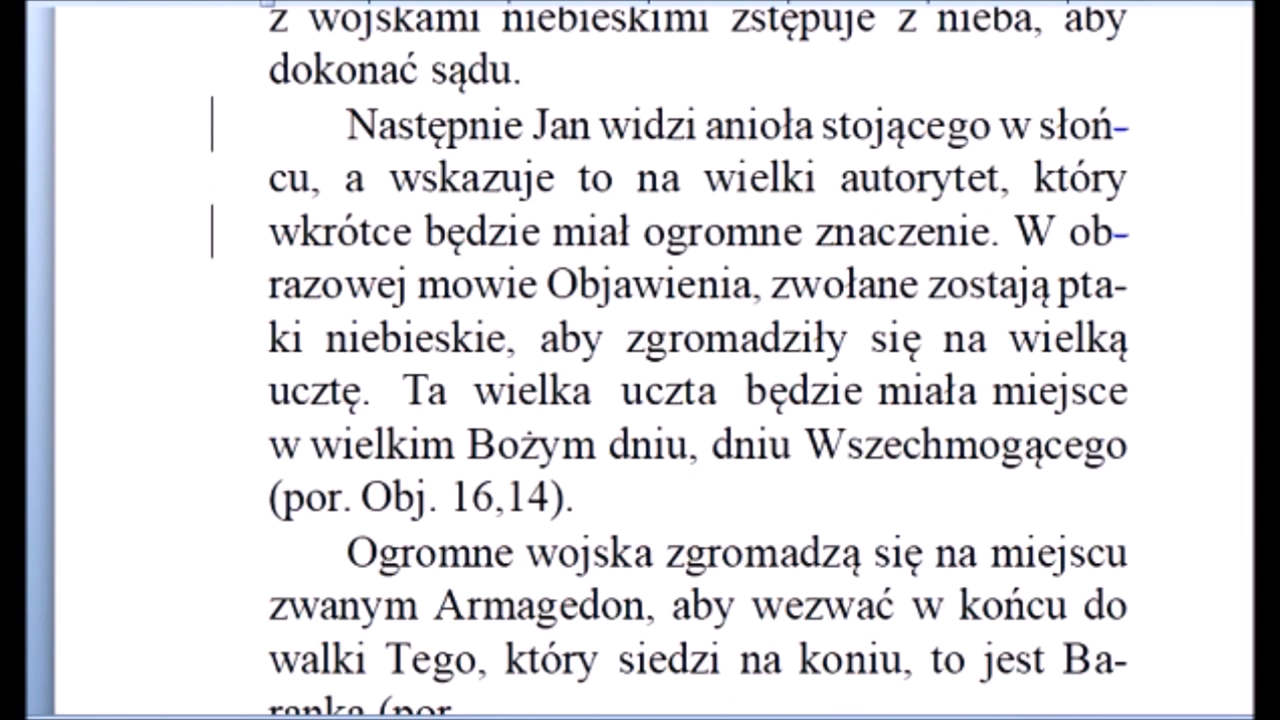 z wojskami niebieskimi zstępuje z nieba, aby
dokonać sądu.
Następnie Jan widzi anioła stojącego w słoń-
cu, a wskazuje to na wielki autorytet, który
wkrótce będzie miał ogromne znaczenie. W ob-
razowej mowie Objawienia, zwołane zostają pta-
ki niebieskie, aby zgromadziły się na wielką
ucztę. Ta wielka uczta będzie miała miejsce
w wielkim Bożym dniu, dniu Wszechmogącego
(por. Obj. 16,14).
Ogromne wojska zgromadzą się na miejscu
zwanym Armagedon, aby wezwać w końcu do
walki Tego, który siedzi na koniu, to jest Ba-
ranka (por.